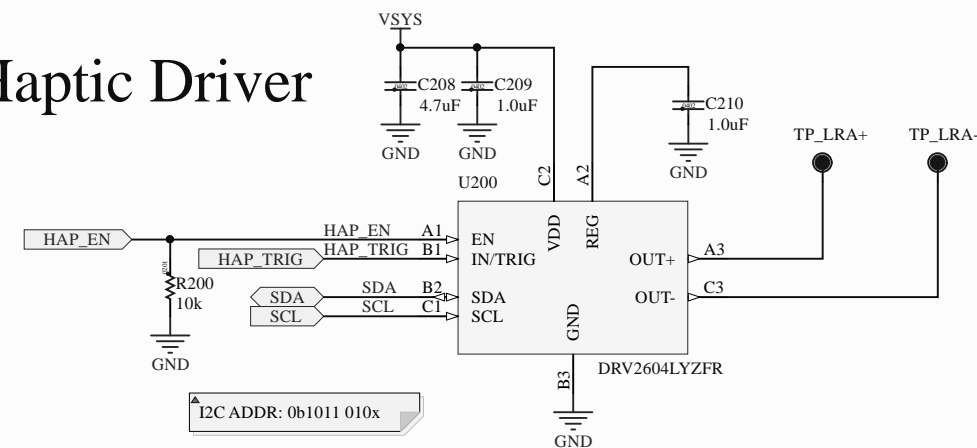 VSYS
Haptic Driver
C208
4.7uF
C209
1.0uF
C210
1.0uF
GND
GND
GND
TP_LRA+
TP_LRA-
U200
C2
A2
VDD
REG
HAP_EN
HAP_EN
A1
EN
HAP_TRIG
HAP_TRIG
B1
IN/TRIG
OUT+
A3
R200
10k
SDA
SDA
B2
SDA
OUT-
C3
SCL
SCL
C1
SCL
GND
GND
DRV2604LYZFR
B3
I2C ADDR: 0b1011 010x
GND